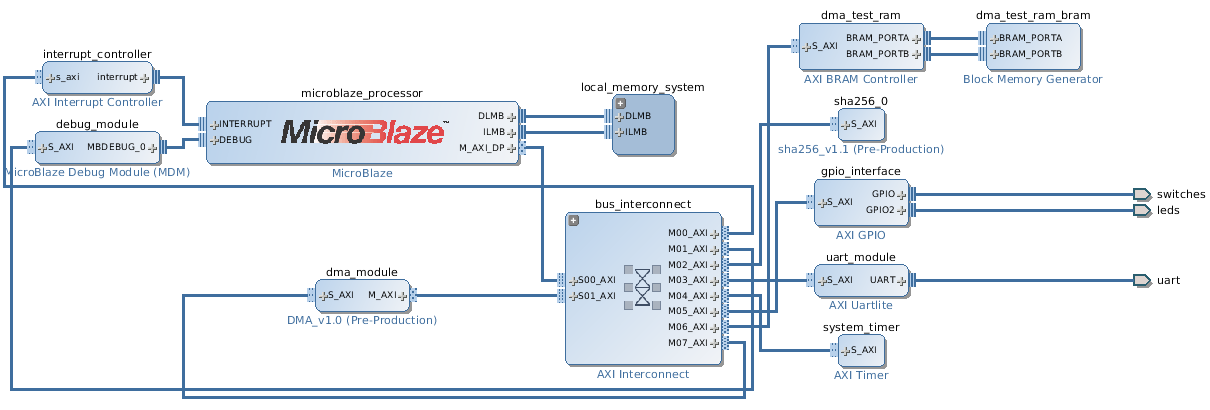 interrupt_controller
s_axi
interrupt
AXI Interrupt Controller
debug_module
S_AXI
MBDEBUG_0
MicroBlaze Debug Module (MDM)
microblaze_processor
INTERRUPT
DEBUG
MicroBlaze™
DLMB
ILMB
M_AXI_DP
MicroBlaze
local_memory_system
DLMB
ILMB
dma_module
S_AXI
M_AXI
DMA_v1.0 (Pre-Production)
bus_interconnect
S00_AXI
S01_AXI
M00_AXI
M01_AXI
M02_AXI
M03_AXI
M04_AXI
M05_AXI
M06_AXI
M07_AXI
AXI Interconnect
dma_test_ram
S_AXI
BRAM_PORTA
BRAM_PORTB
AXI BRAM Controller
dma_test_ram_bram
BRAM_PORTA
BRAM_PORTB
Block Memory Generator
sha256_0
S_AXI
sha256_v1.1 (Pre-Production)
gpio_interface
S_AXI
GPIO
GPIO2
AXI GPIO
switches
leds
uart_module
S_AXI
UART
AXI Uartlite
uart
system_timer
S_AXI
AXI Timer